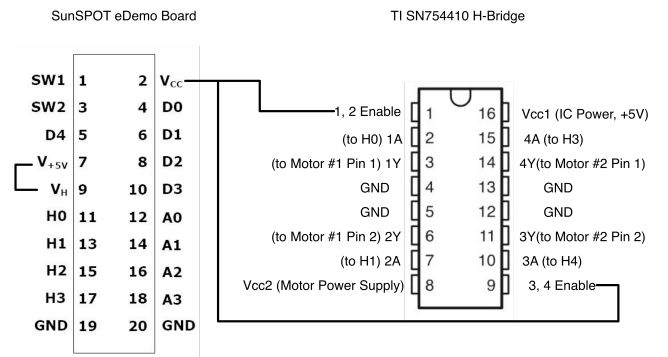 SunSPOT eDemo Board
TI SN754410 H-Bridge
SW1 1 2 VCC
SW2 3 4 D0
D4 5 6 D1
V+5V 7 8 D2
VH 9 10 D3
H0 11 12 A0
H1 13 14 A1
H2 15 16 A2
H3 17 18 A3
GND 19 20 GND
1, 2 Enable 1 16 Vcc1 (IC Power, +5V)
(to H0) 1A 2 15 4A (to H3)
(to Motor #1 Pin 1) 1Y 3 14 4Y(to Motor #2 Pin 1)
GND 4 13 GND
GND 5 12 GND
(to Motor #1 Pin 2) 2Y 6 11 3Y(to Motor #2 Pin 2)
(to H1) 2A 7 10 3A (to H4)
Vcc2 (Motor Power Supply) 8 9 3, 4 Enable